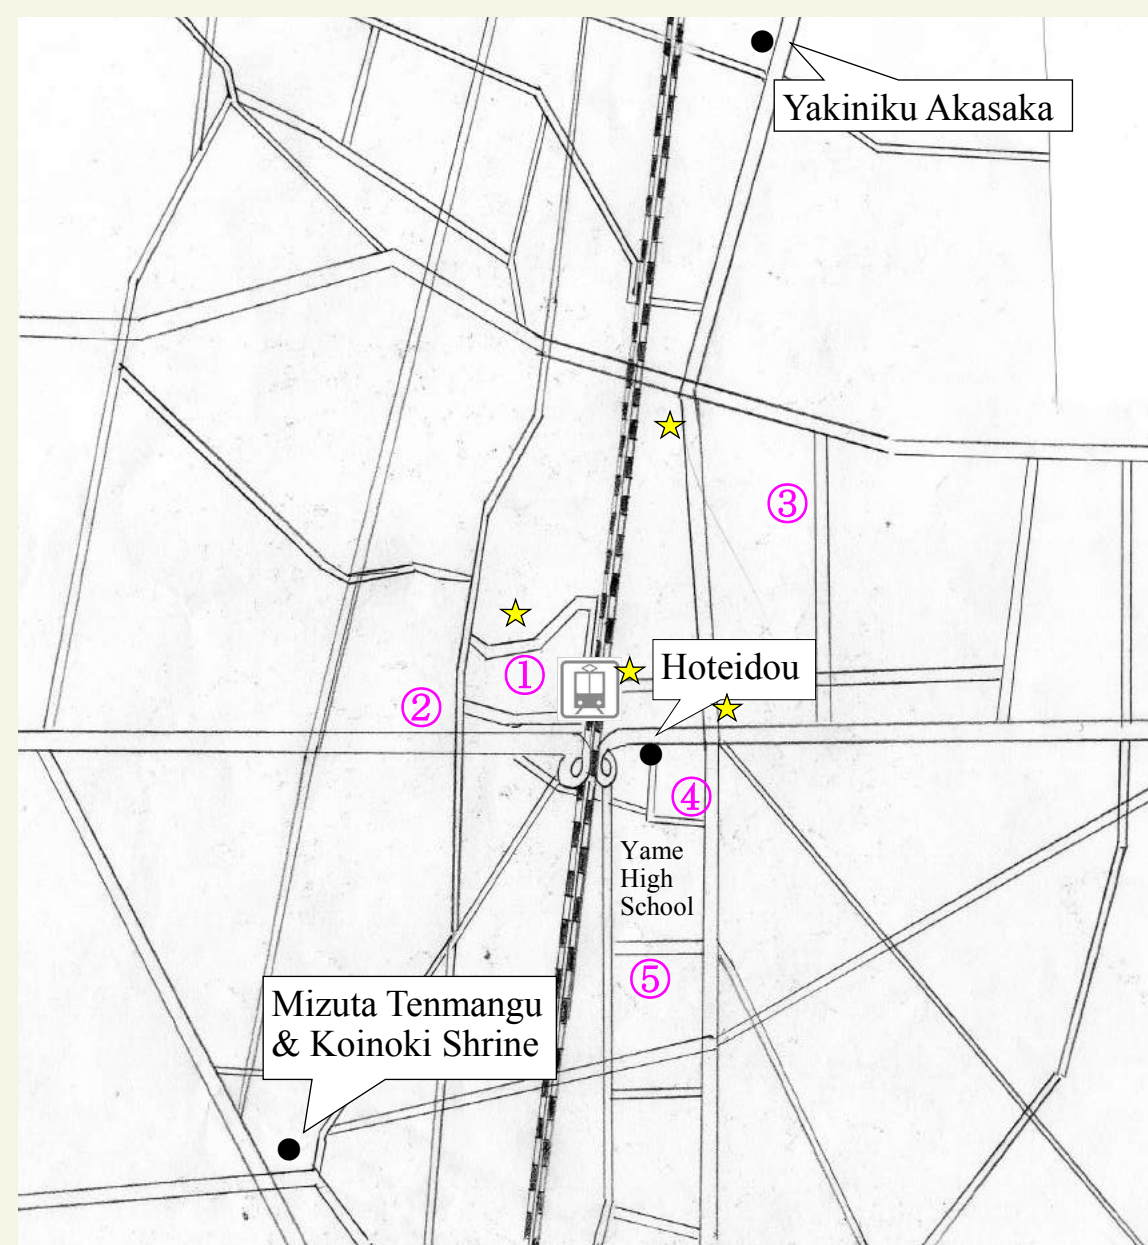 Yakiniku Akasaka
③
Hoteidou
①
②
④
Yame
High
School
⑤
Mizuta Tenmangu
& Koinoki Shrine